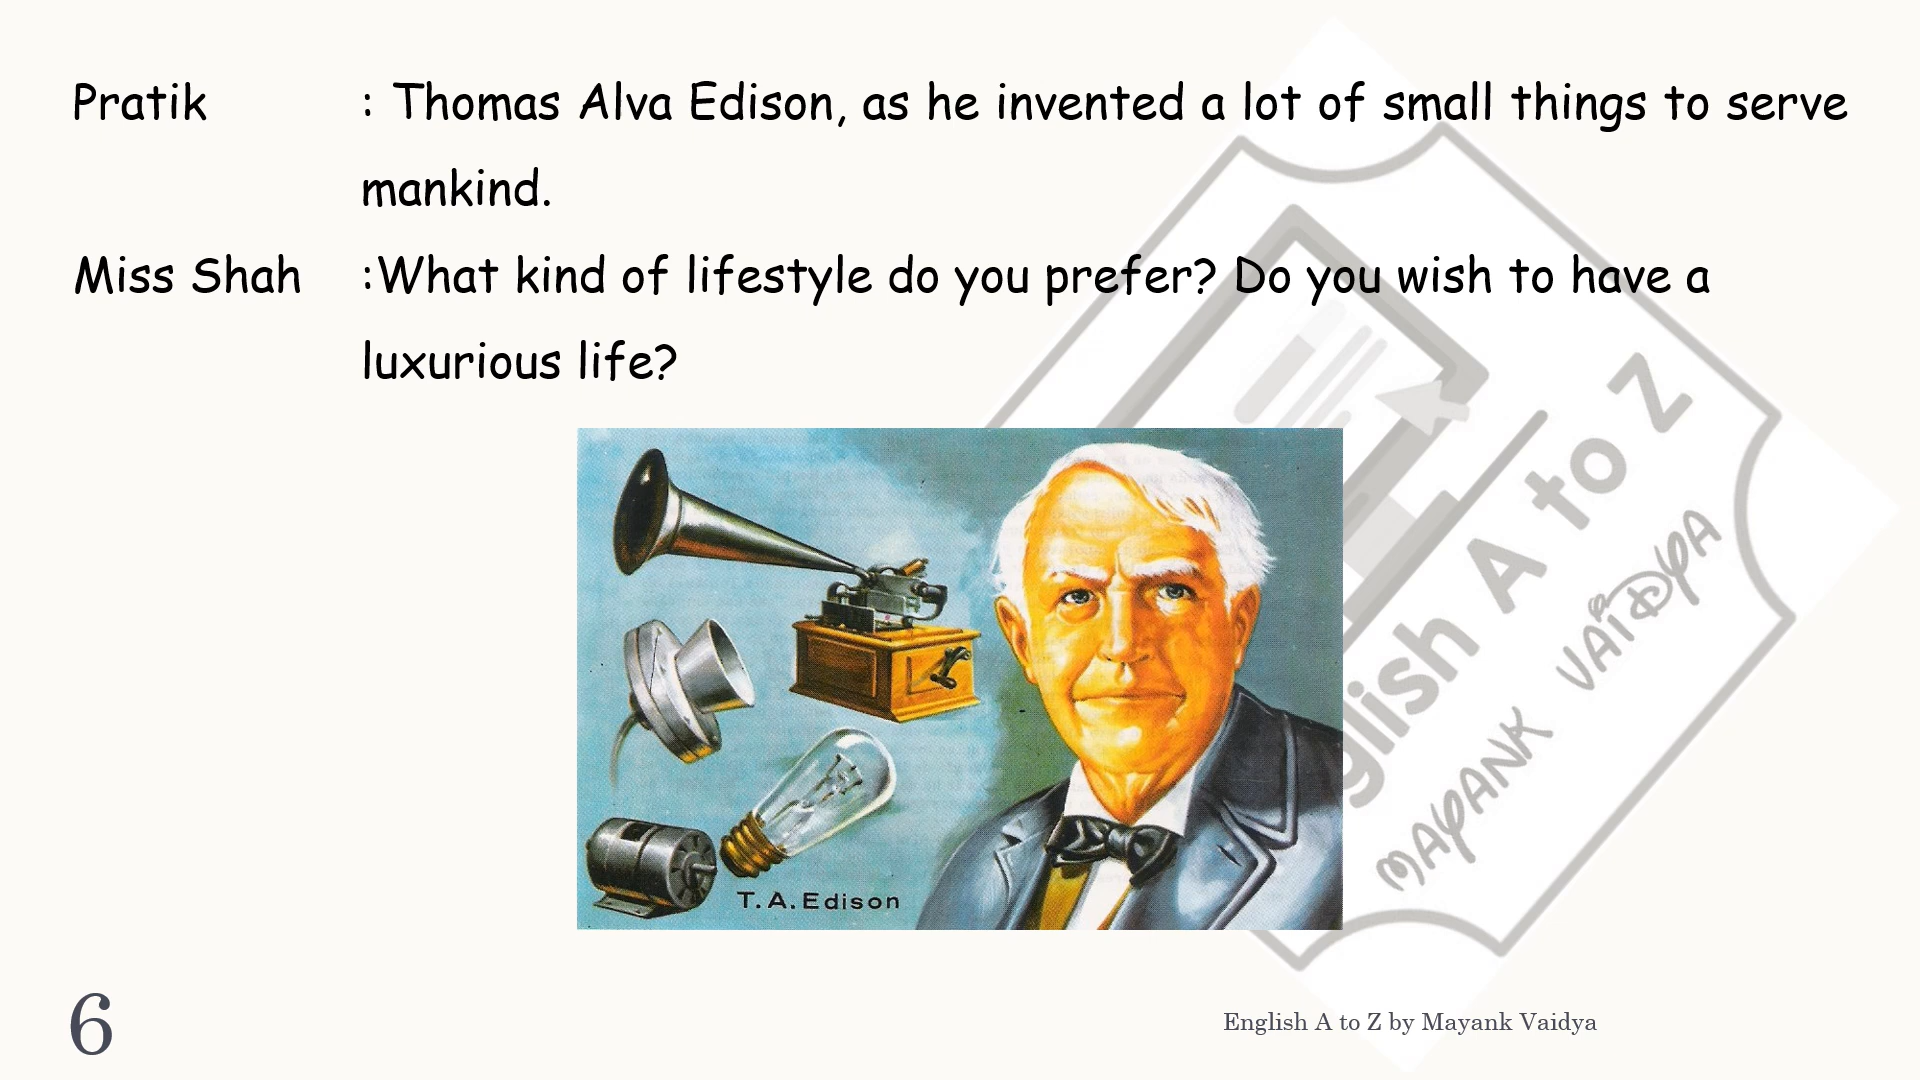 Pratik : Thomas Alva Edison, as he invented a lot of small things to serve
mankind.
Miss Shah :What kind of lifestyle do you prefer? Do you wish to have a
luxurious life?
glish A to Z
MAYANK VAIDYA
T.A.Edison
6
English A to Z by Mayank Vaidya